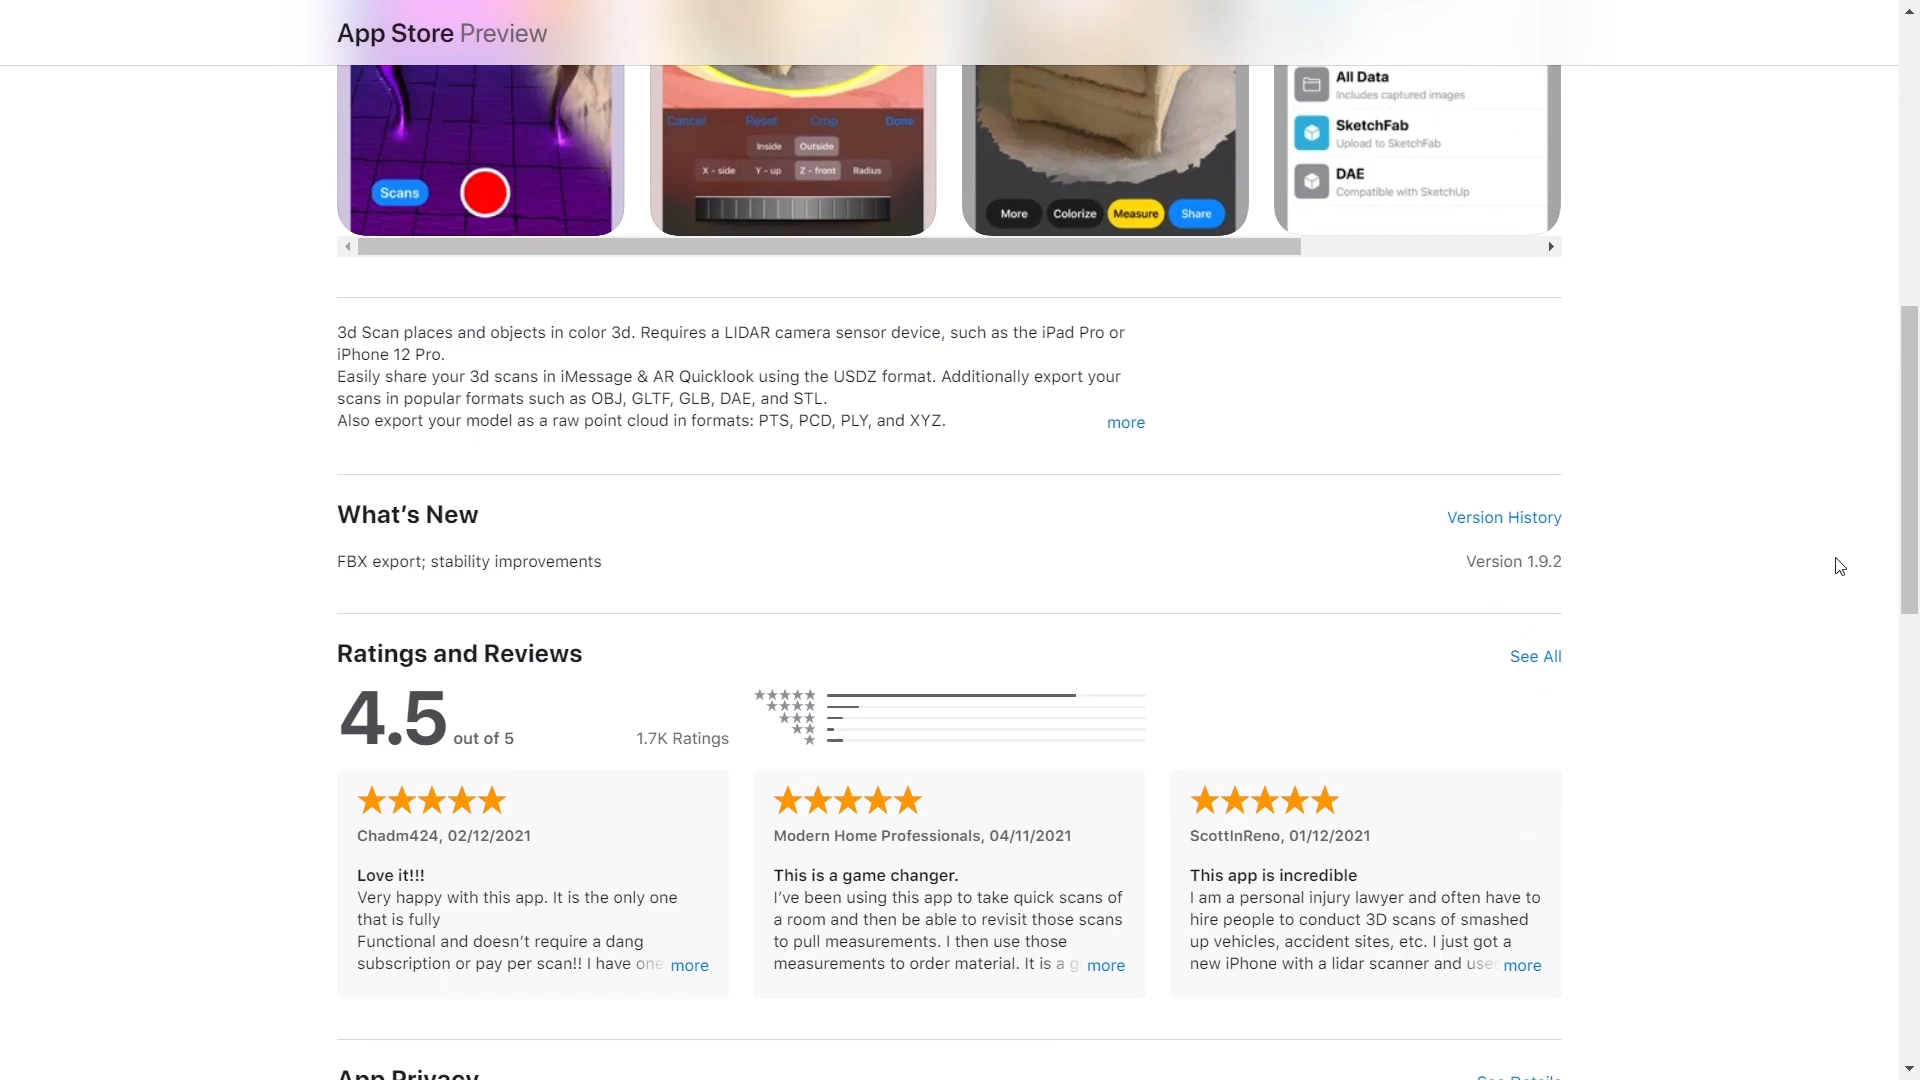 App Store Preview
All Data
Includes captured images
SketchFab
Upload to SketchFab
DAE
Compatible with SketchUp
Cancel Reset Crop Done
Inside Outside
X - side Y - up Z - front Radius
Scans
More Colorize Measure Share
3d Scan places and objects in color 3d. Requires a LIDAR camera sensor device, such as the iPad Pro or
iPhone 12 Pro.
Easily share your 3d scans in iMessage & AR Quicklook using the USDZ format. Additionally export your
scans in popular formats such as OBJ, GLTF, GLB, DAE, and STL.
Also export your model as a raw point cloud in formats: PTS, PCD, PLY, and XYZ. more
What's New
Version History
FBX export; stability improvements
Version 1.9.2
Ratings and Reviews
See All
4.5 out of 5
1.7K Ratings
Chadm424, 02/12/2021
Love it!!!
Very happy with this app. It is the only one
that is fully
Functional and doesn't require a dang
subscription or pay per scan!! I have one more
Modern Home Professionals, 04/11/2021
This is a game changer.
I've been using this app to take quick scans of
a room and then be able to revisit those scans
to pull measurements. I then use those
measurements to order material. It is a g more
ScottInReno, 01/12/2021
This app is incredible
I am a personal injury lawyer and often have to
hire people to conduct 3D scans of smashed
up vehicles, accident sites, etc. I just got a
new iPhone with a lidar scanner and use more
App Privacy
See Details